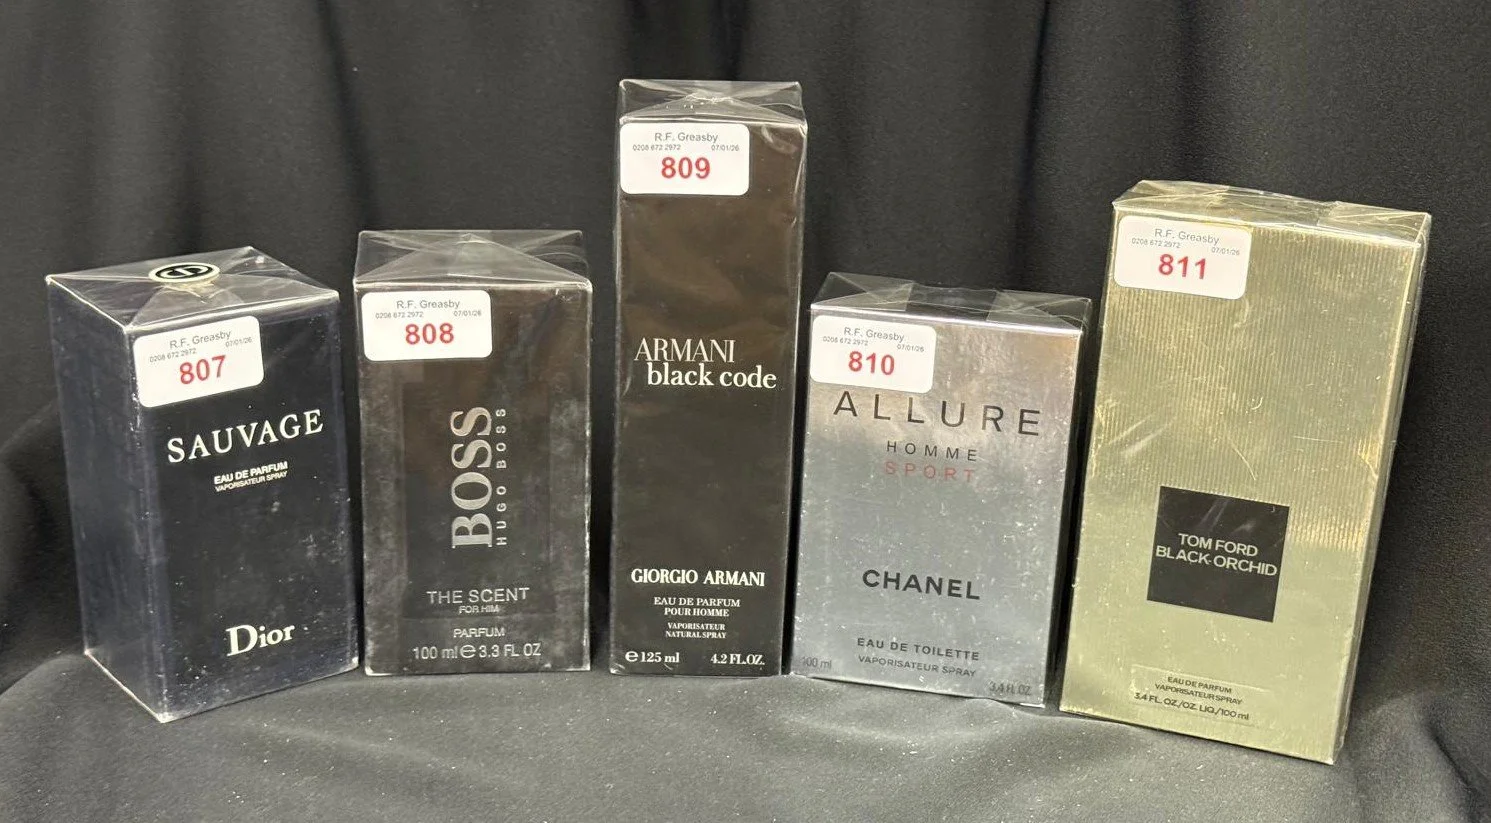 R.F. Greasby
0208 672 2972 07/01/26
807
SAUVAGE
EAU DE PARFUM
VAPORISATEUR SPRAY
Dior
R.F. Greasby
0208 672 2972 07/01/26
808
BOSS
HUGO BOSS
THE SCENT
FOR HIM
PARFUM
100 ml e 3.3 FL OZ
R.F. Greasby
0208 672 2972 07/01/26
809
ARMANI
black code
GIORGIO ARMANI
EAU DE PARFUM
POUR HOMME
VAPORISATEUR
NATURAL SPRAY
e 125 ml 4.2 FL.OZ.
R.F. Greasby
0208 672 2972 07/01/26
810
ALLURE
HOMME
SPORT
CHANEL
EAU DE TOILETTE
VAPORISATEUR SPRAY
100 ml 3.4 FL. OZ.
R.F. Greasby
0208 672 2972 07/01/26
811
TOM FORD
BLACK ORCHID
EAU DE PARFUM
VAPORISATEUR SPRAY
3.4 FL. OZ./OZ. LIQ./100 ml